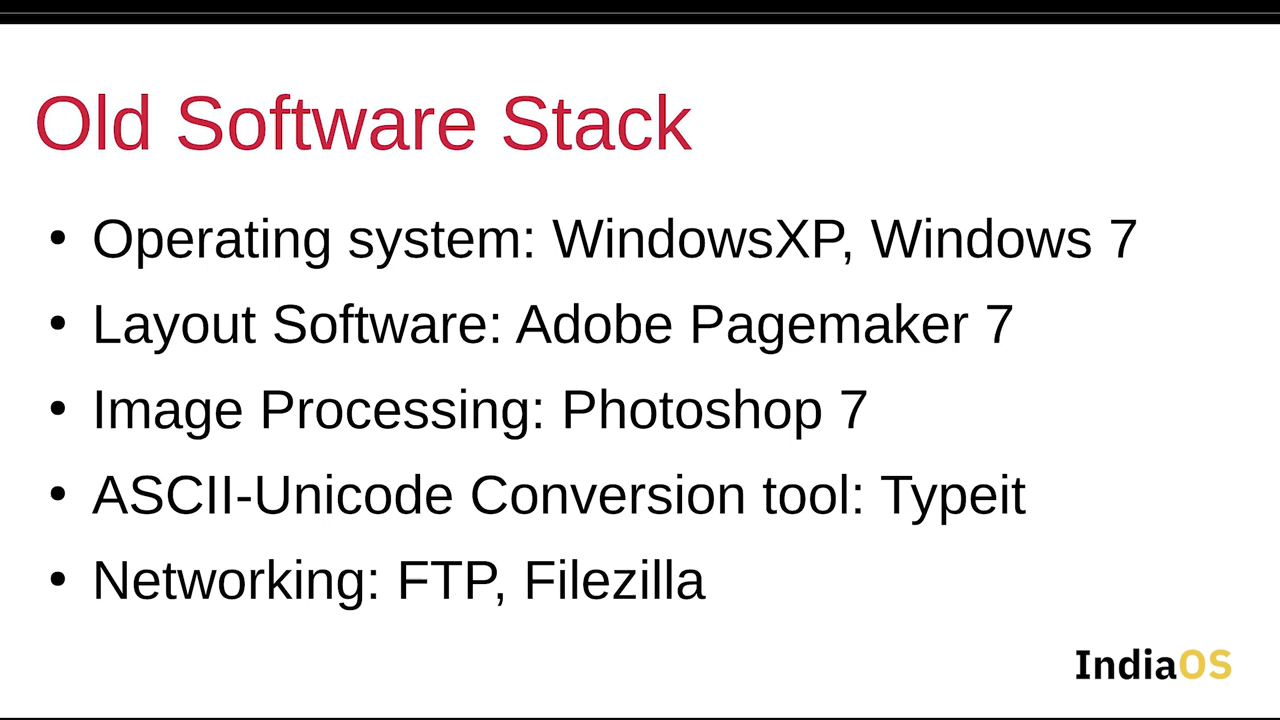 Old Software Stack
• Operating system: WindowsXP, Windows 7
• Layout Software: Adobe Pagemaker 7
• Image Processing: Photoshop 7
• ASCII-Unicode Conversion tool: Typeit
• Networking: FTP, Filezilla
IndiaOS